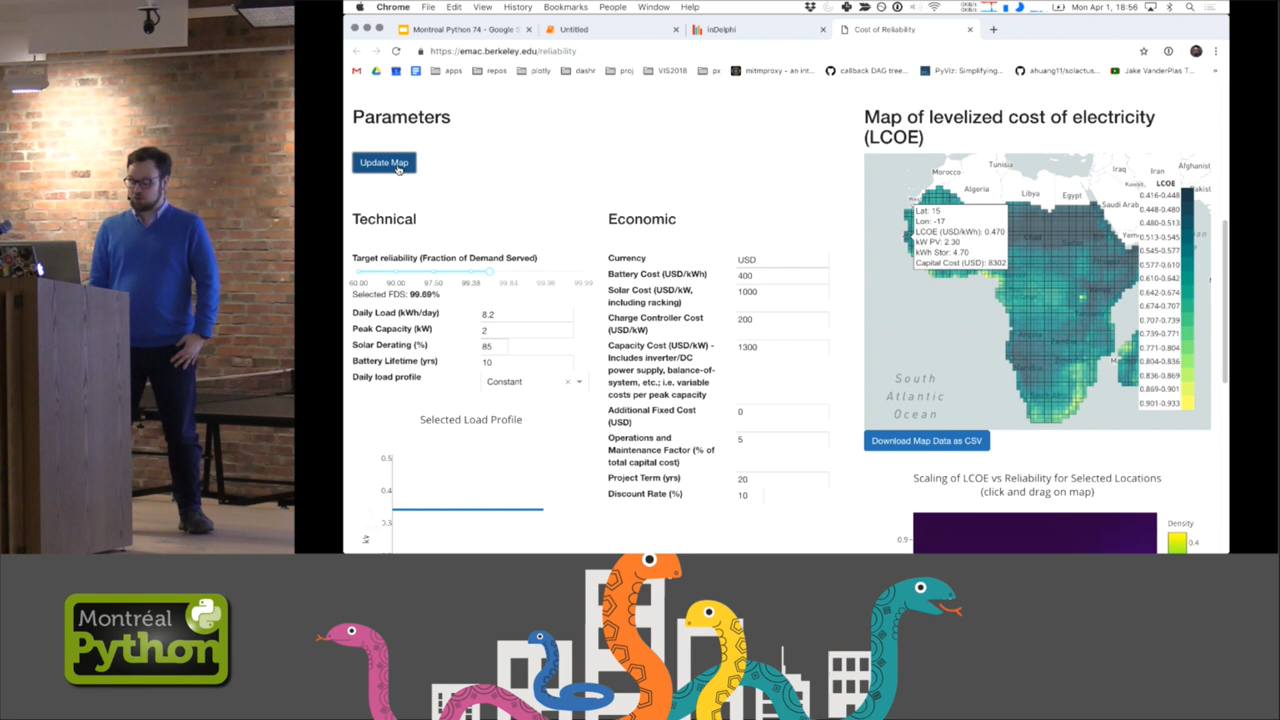 Chrome File Edit View History Bookmarks People Window Help
Mon Apr 1, 18:56
Montreal Python 74 - Google S
Untitled
inDelphi
Cost of Reliability
https://emac.berkeley.edu/reliability
apps
repos
plotly
dashr
proj
VIS2018
px
mitmproxy - an int...
callback DAG tree...
PyViz: Simplifying...
ahuang11/solactus...
Jake VanderPlas T...
Parameters
Update Map
Technical
Target reliability (Fraction of Demand Served)
60.00 90.00 97.50 99.38 99.84 99.96 99.99
Selected FDS: 99.69%
Daily Load (kWh/day) 8.2
Peak Capacity (kW) 2
Solar Derating (%) 85
Battery Lifetime (yrs) 10
Daily load profile Constant
Selected Load Profile
0.5
0.4
0.3
Economic
Currency USD
Battery Cost (USD/kWh) 400
Solar Cost (USD/kW, 1000
including racking)
Charge Controller Cost 200
(USD/kW)
Capacity Cost (USD/kW) - 1300
Includes inverter/DC
power supply, balance-of-
system, etc.; i.e. variable
costs per peak capacity
Additional Fixed Cost 0
(USD)
Operations and 5
Maintenance Factor (% of
total capital cost)
Project Term (yrs) 20
Discount Rate (%) 10
Map of levelized cost of electricity
(LCOE)
Tunisia
Morocco
Algeria
Libya
Egypt
Iraq
Iran
Afghanist
Saudi Arab
Lat: 15
Lon: -17
LCOE (USD/kWh): 0.470
kW PV: 2.30
kWh Stor: 4.70
Capital Cost (USD): 8302
South
Atlantic
Ocean
LCOE
0.416-0.448
0.448-0.480
0.480-0.513
0.513-0.545
0.545-0.577
0.577-0.610
0.610-0.642
0.642-0.674
0.674-0.707
0.707-0.739
0.739-0.771
0.771-0.804
0.804-0.836
0.836-0.869
0.869-0.901
0.901-0.933
Download Map Data as CSV
Scaling of LCOE vs Reliability for Selected Locations
(click and drag on map)
0.9
Density
0.4
Montréal
Python